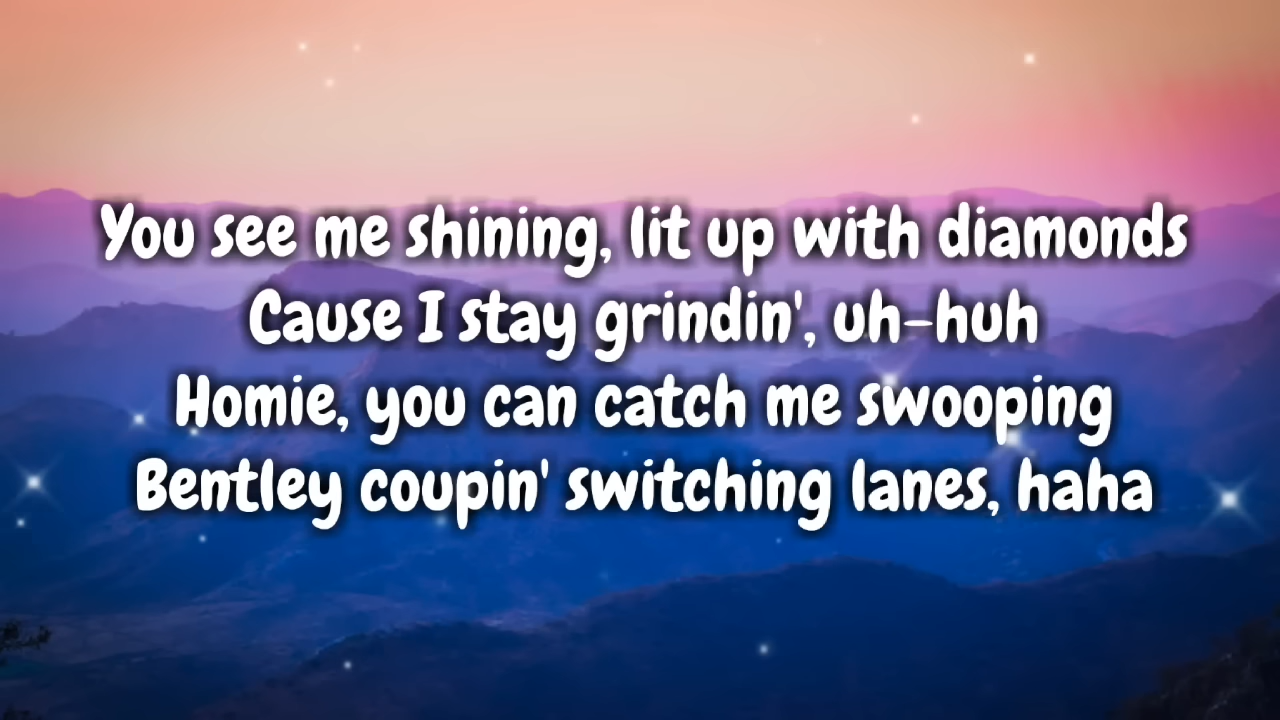 You see me shining, lit up with diamonds
Cause I stay grindin', uh-huh
Homie, you can catch me swooping
Bentley coupin' switching lanes, haha